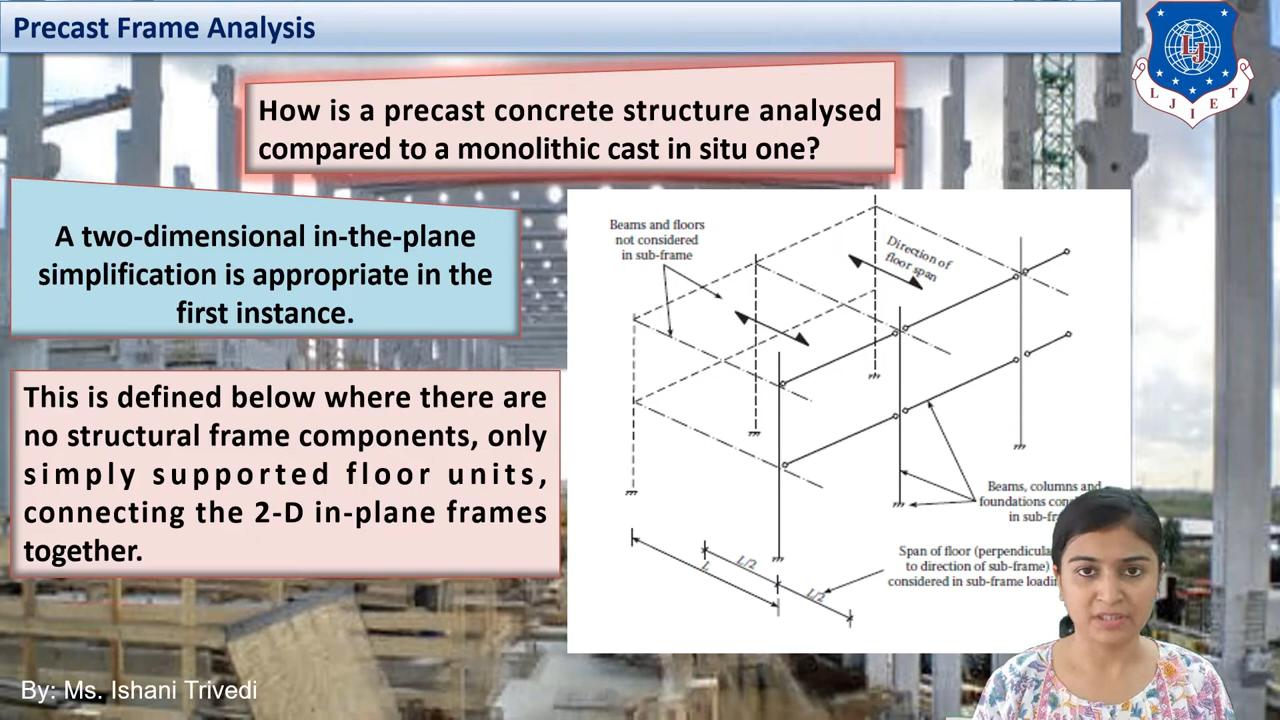 Precast Frame Analysis
How is a precast concrete structure analysed
compared to a monolithic cast in situ one?
A two-dimensional in-the-plane
simplification is appropriate in the
first instance.
This is defined below where there are
no structural frame components, only
simply supported floor units,
connecting the 2-D in-plane frames
together.
Beams and floors
not considered
in sub-frame
Direction of
floor span
Beams, columns and
foundations
in
Span of floor
to direction of sub-frame)
considered in sub-frame
L
L/2
L/2
LJ
L J I E T
By: Ms. Ishani Trivedi